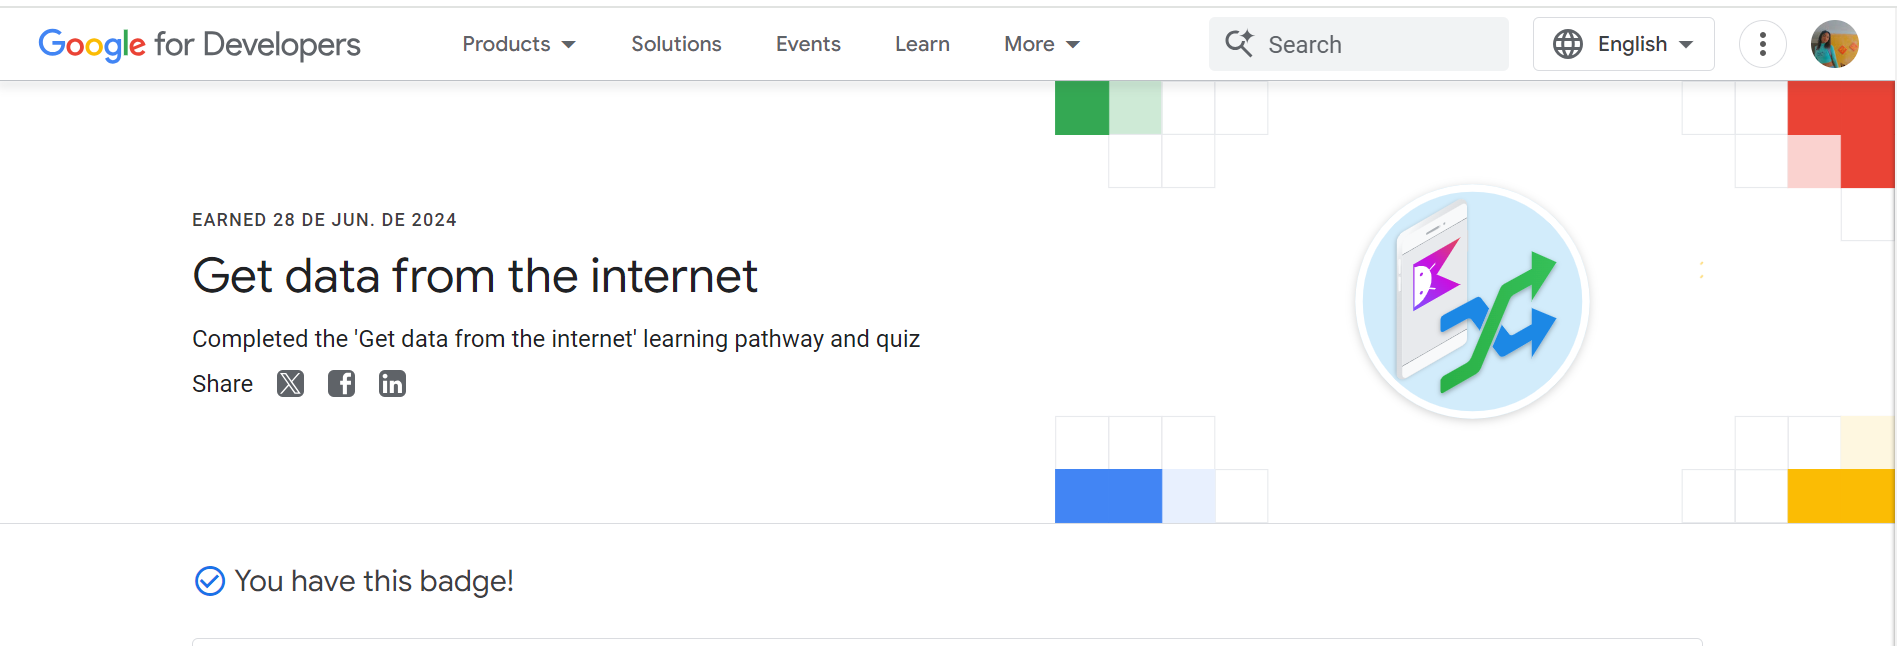 Google for Developers
Products
Solutions
Events
Learn
More
Search
English
EARNED 28 DE JUN. DE 2024
Get data from the internet
Completed the 'Get data from the internet' learning pathway and quiz
Share
You have this badge!